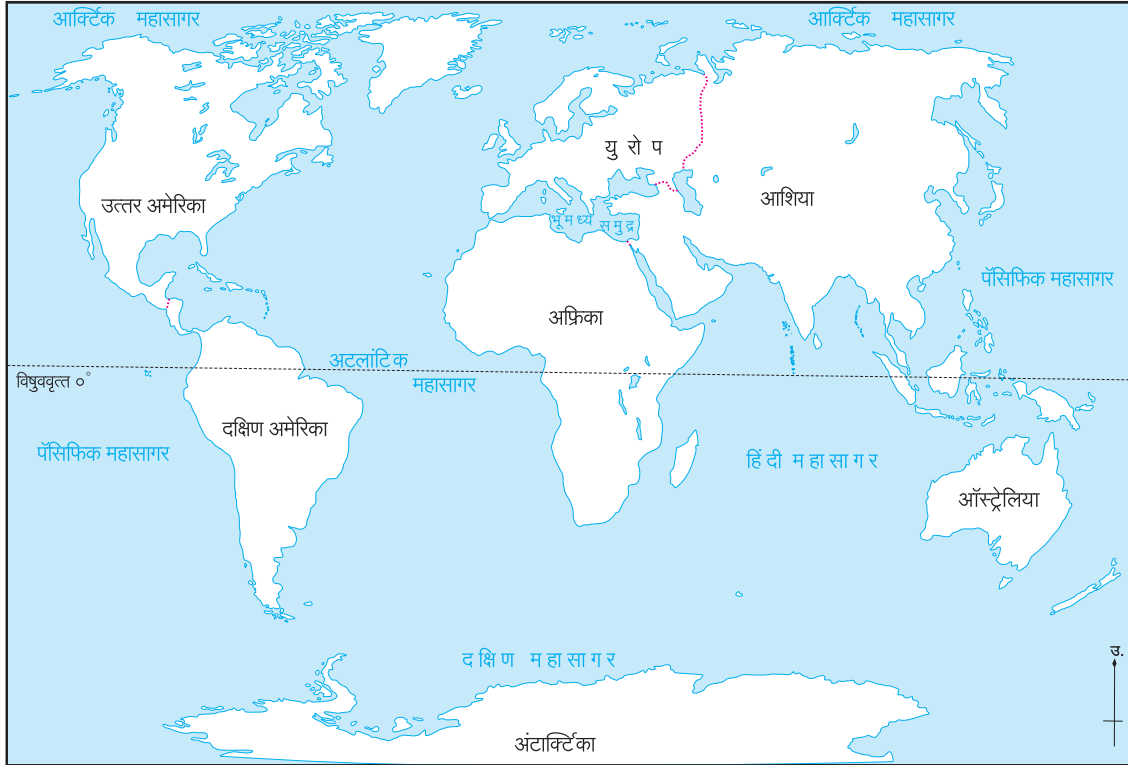 आर्क्टिक महासागर
आर्क्टिक महासागर
यु रो प
उत्तर अमेरिका
आशिया
भूमध्य समुद्र
पॅसिफिक महासागर
अफ्रिका
अटलांटिक
महासागर
विषुववृत्त ०°
दक्षिण अमेरिका
पॅसिफिक महासागर
हिंदी महासागर
ऑस्ट्रेलिया
दक्षिण महासागर
उ.
अंटार्क्टिका